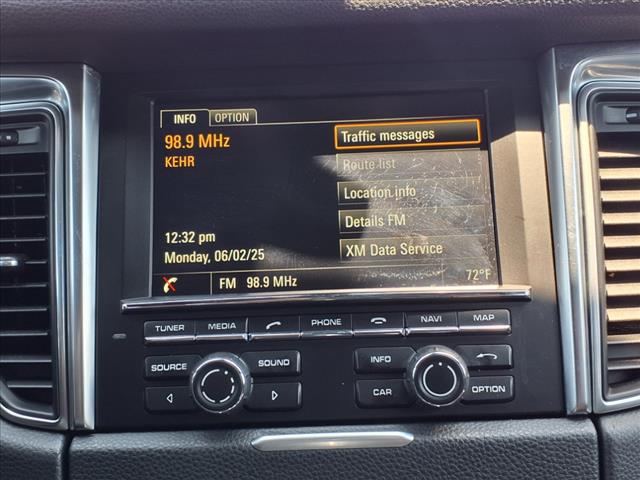 INFO OPTION
98.9 MHz
KEHR
Traffic messages
Route list
Location info
Details FM
XM Data Service
12:32 pm
Monday, 06/02/25
FM 98.9 MHz
72°F
TUNER MEDIA PHONE NAVI MAP
SOURCE SOUND INFO
CAR OPTION